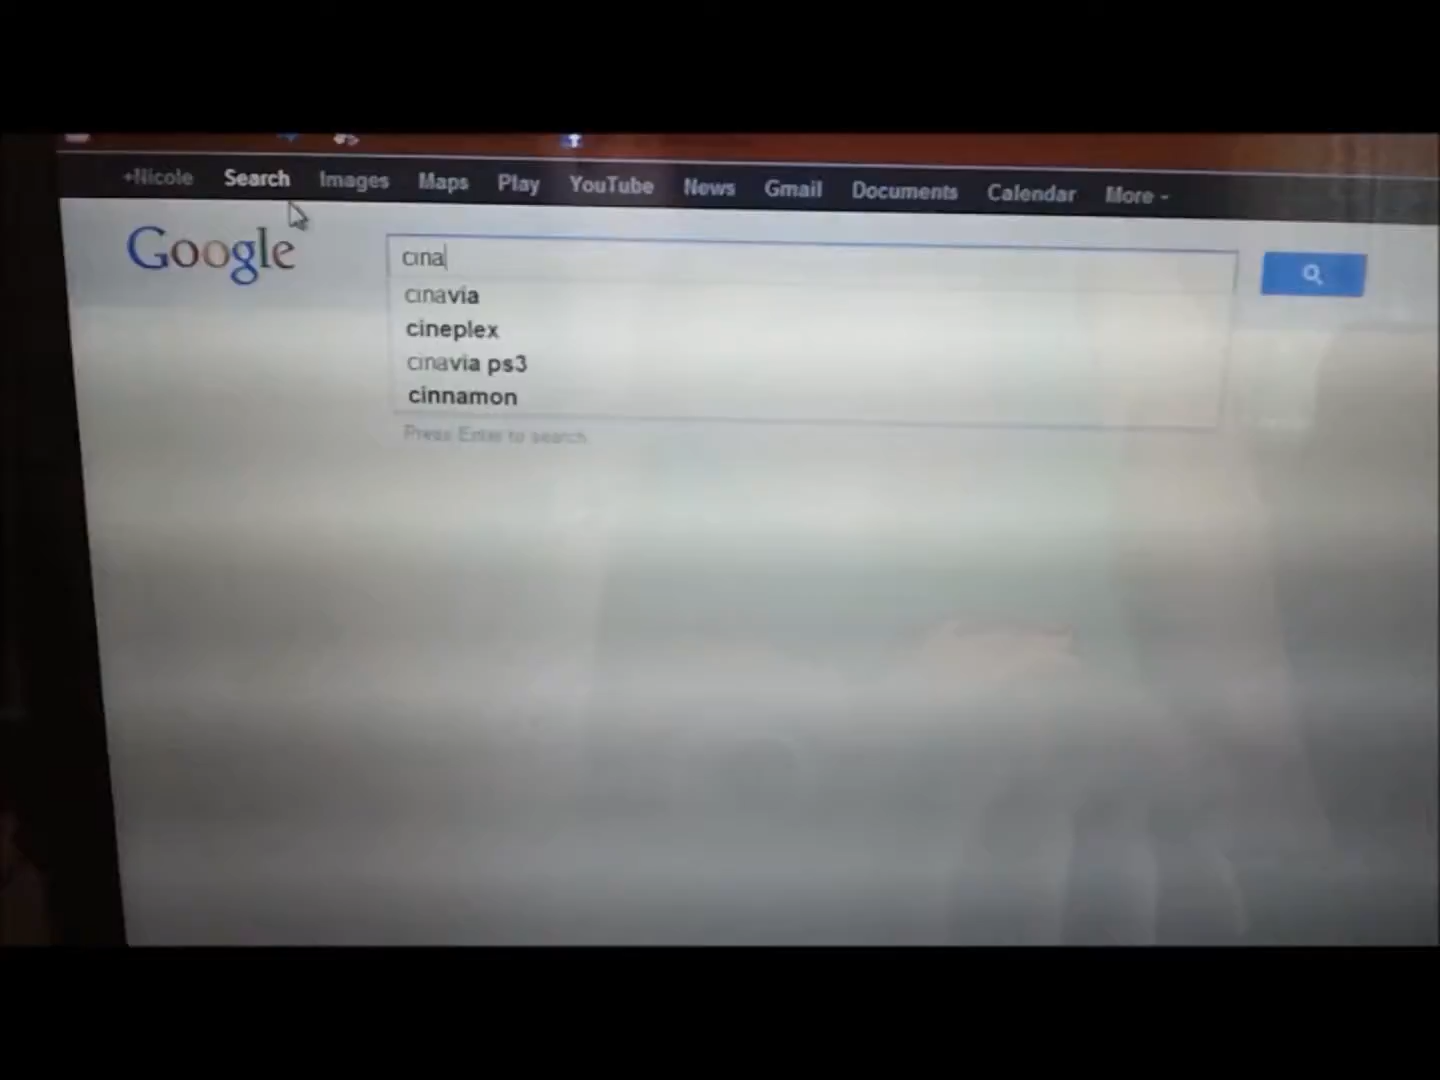 +Nicole Search Images Maps Play YouTube News Gmail Documents Calendar More
Google
cina
cinavia
cineplex
cinavia ps3
cinnamon
Press Enter to search